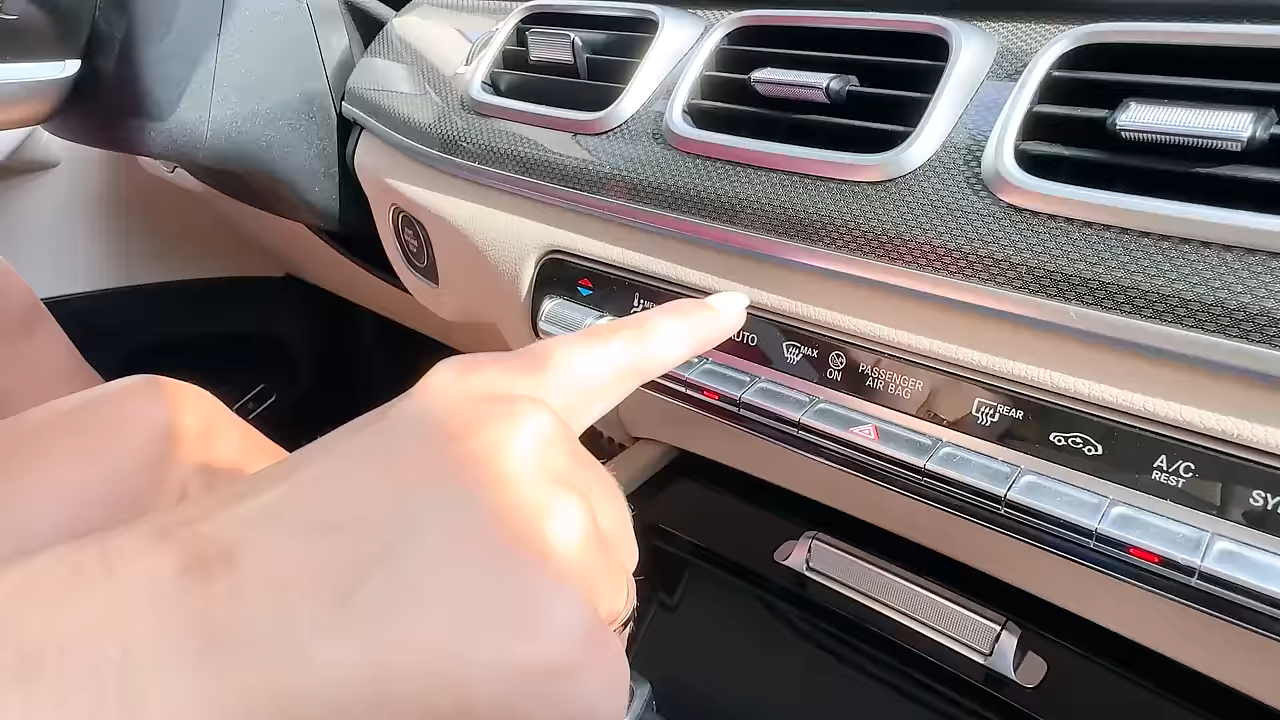 AUTO
MAX
ON
PASSENGER
AIR BAG
REAR
A/C
REST